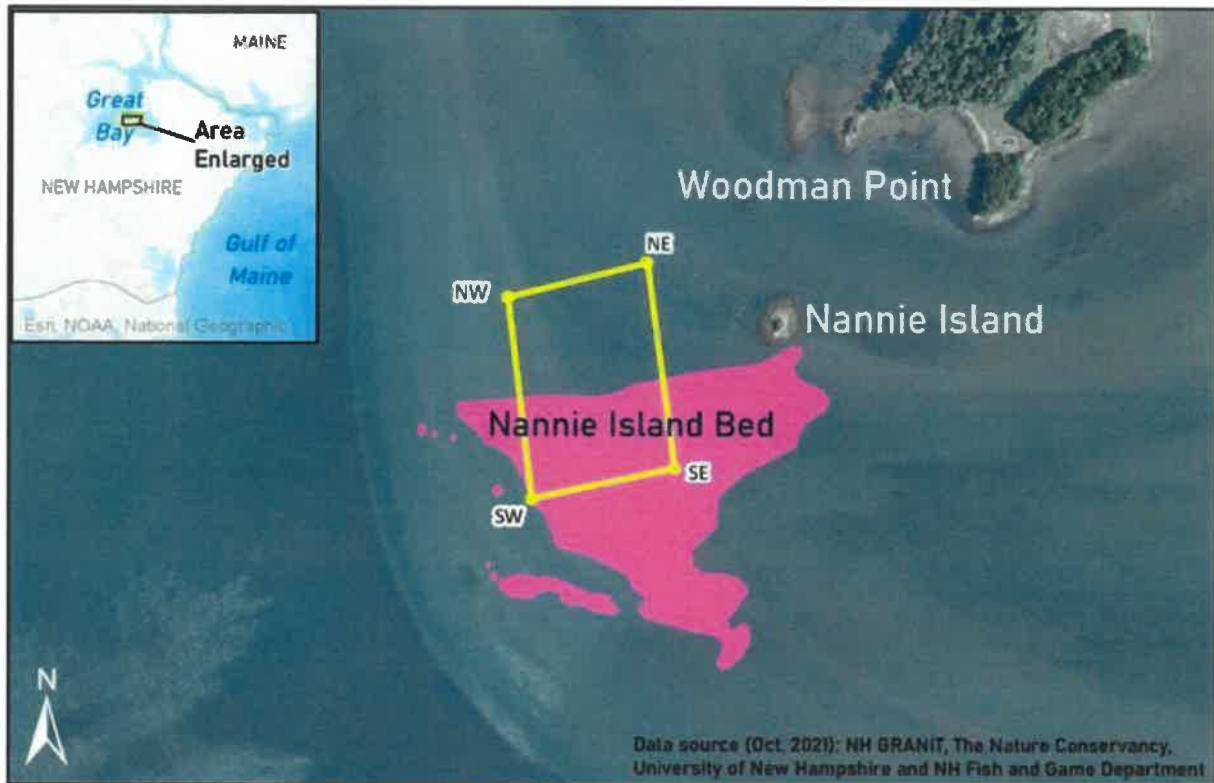 MAINE
Great
Bay
Area
Enlarged
NEW HAMPSHIRE
Gulf of
Maine
Esri, NOAA, National Geographic
Woodman Point
NE
NW
Nannie Island
Nannie Island Bed
SE
SW
N
Data source (Oct. 2021): NH GRANIT, The Nature Conservancy,
University of New Hampshire and NH Fish and Game Department